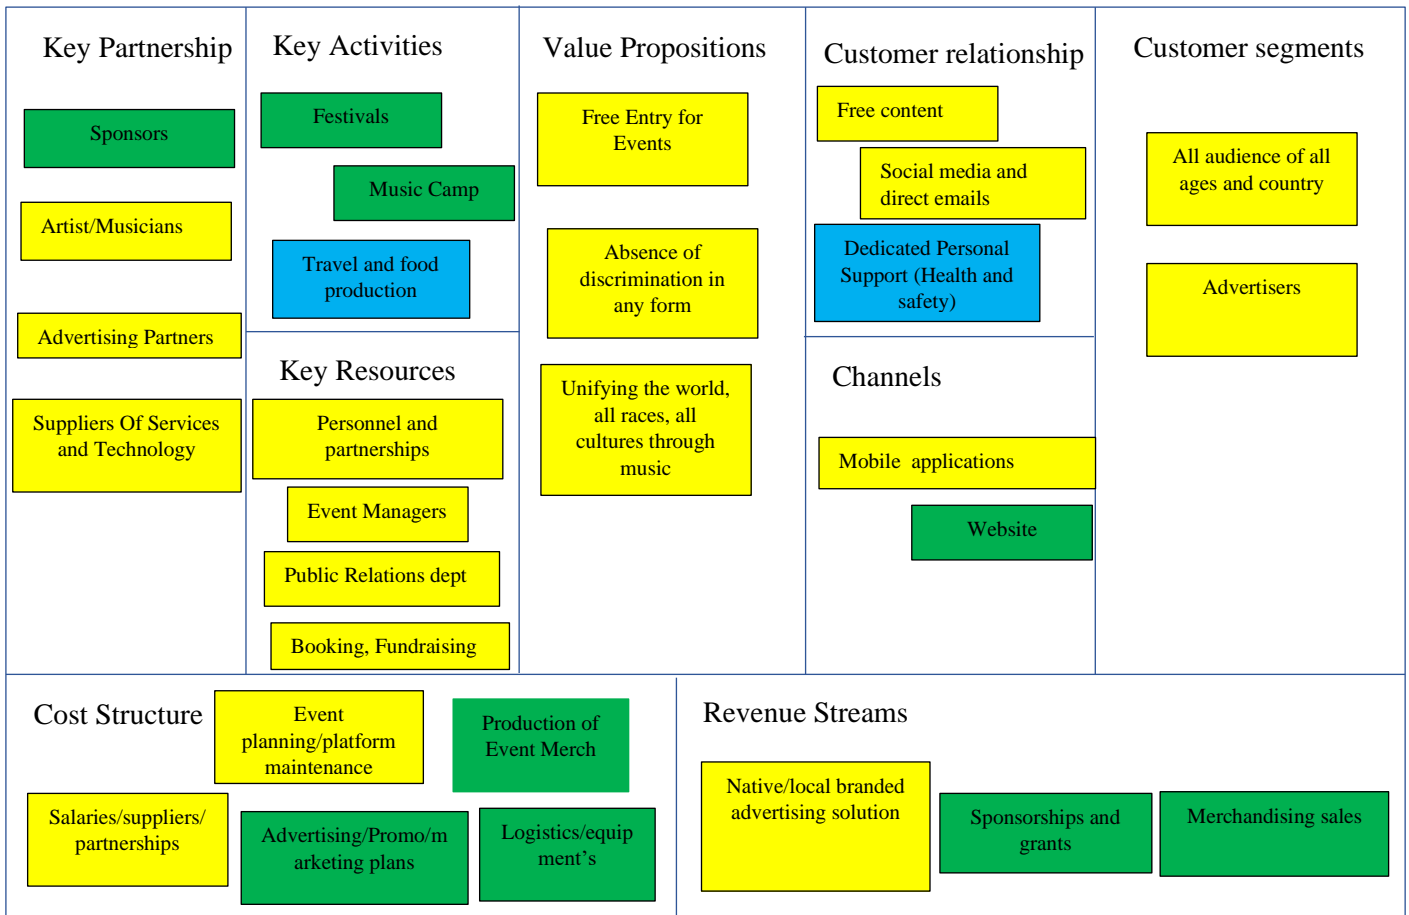 Key Partnership
Sponsors
Artist/Musicians
Advertising Partners
Suppliers Of Services
and Technology
Key Activities
Festivals
Music Camp
Travel and food
production
Key Resources
Personnel and
partnerships
Event Managers
Public Relations dept
Booking, Fundraising
Value Propositions
Free Entry for
Events
Absence of
discrimination in
any form
Unifying the world,
all races, all
cultures through
music
Customer relationship
Free content
Social media and
direct emails
Dedicated Personal
Support (Health and
safety)
Channels
Mobile applications
Website
Customer segments
All audience of all
ages and country
Advertisers
Cost Structure
Event
planning/platform
maintenance
Production of
Event Merch
Salaries/suppliers/
partnerships
Advertising/Promo/m
arketing plans
Logistics/equip
ment’s
Revenue Streams
Native/local branded
advertising solution
Sponsorships and
grants
Merchandising sales